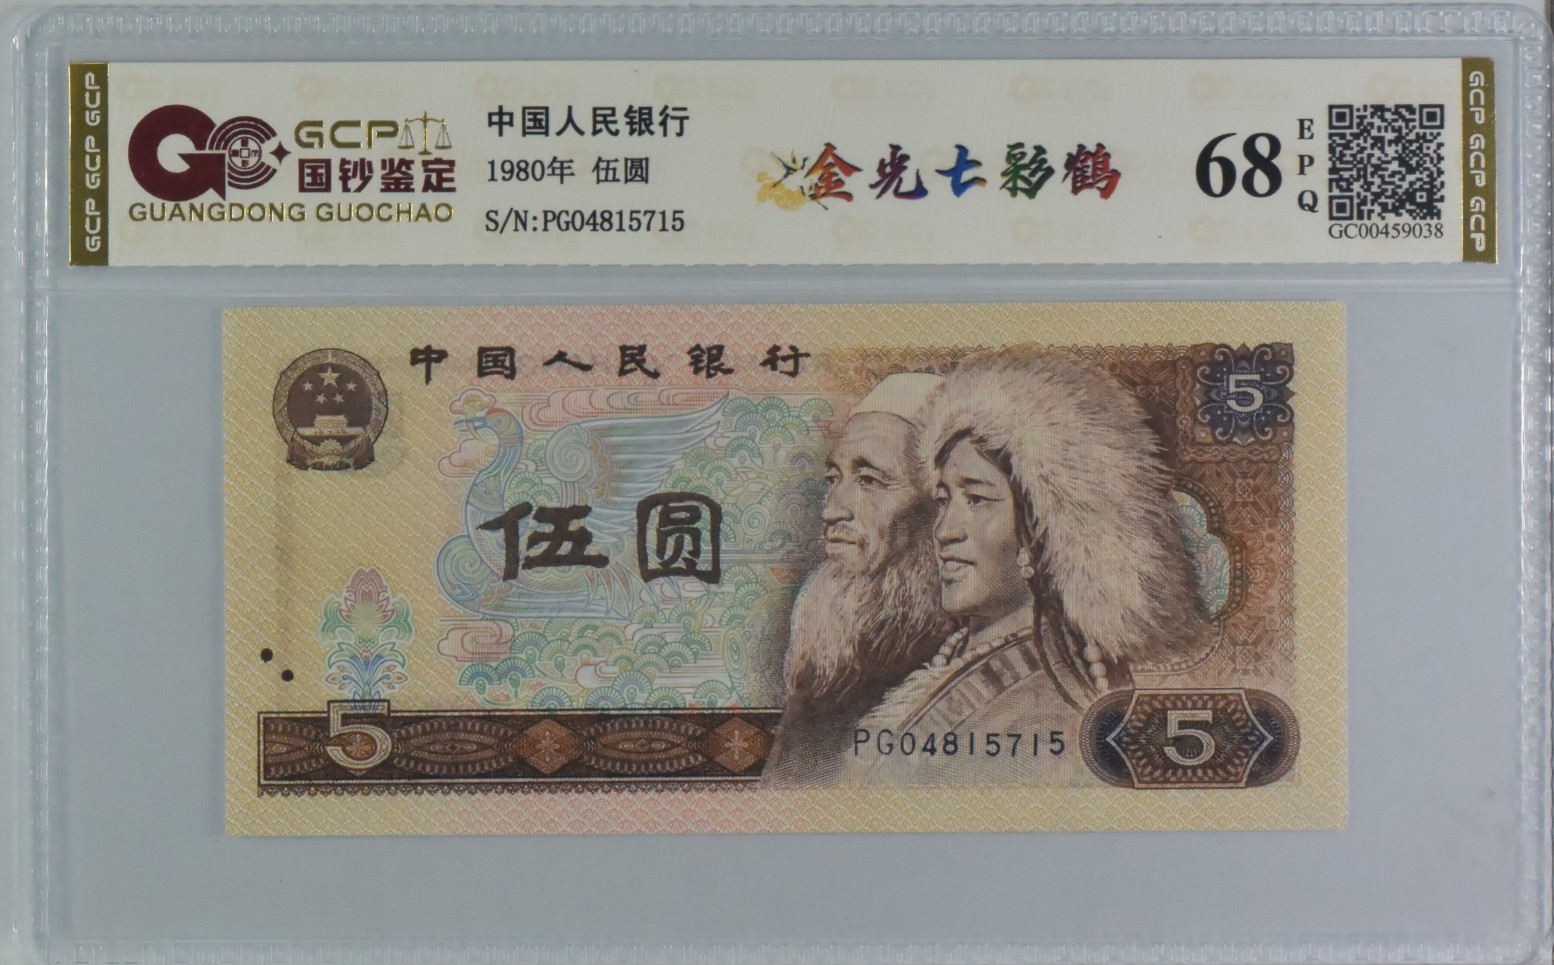 GCP GCP GCP
GCP
国钞鉴定
GUANGDONG GUOCHAO
中国人民银行
1980年 伍圆
S/N:PG04815715
金光七彩鹤
68
EPQ
GC00459038
GCP GCP GCP
中国人民银行
5
伍圆
5
PG04815715
5